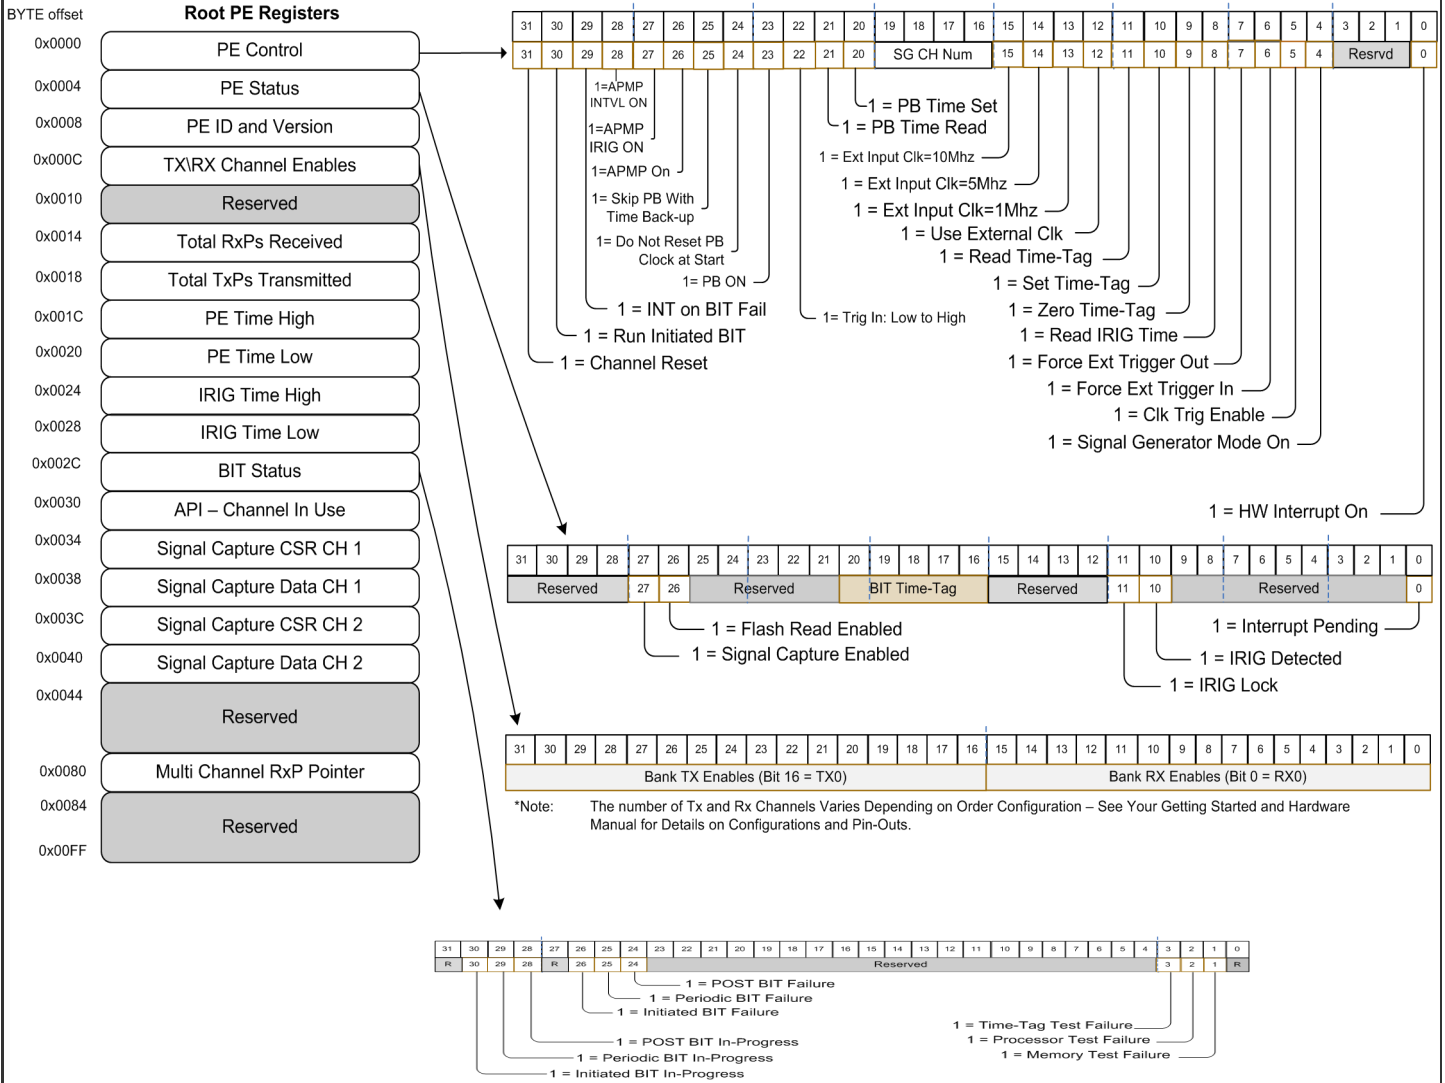 BYTE offset
Root PE Registers
0x0000 PE Control
0x0004 PE Status
0x0008 PE ID and Version
0x000C TX\RX Channel Enables
0x0010 Reserved
0x0014 Total RxPs Received
0x0018 Total TxPs Transmitted
0x001C PE Time High
0x0020 PE Time Low
0x0024 IRIG Time High
0x0028 IRIG Time Low
0x002C BIT Status
0x0030 API – Channel In Use
0x0034 Signal Capture CSR CH 1
0x0038 Signal Capture Data CH 1
0x003C Signal Capture CSR CH 2
0x0040 Signal Capture Data CH 2
0x0044 Reserved
0x0080 Multi Channel RxP Pointer
0x0084 Reserved
0x00FF
31 30 29 28 27 26 25 24 23 22 21 20 19 18 17 16 15 14 13 12 11 10 9 8 7 6 5 4 3 2 1 0
31 30 29 28 27 26 25 24 23 22 21 20 SG CH Num 15 14 13 12 11 10 9 8 7 6 5 4 Resrvd 0
1=APMP
INTVL ON
1=APMP
IRIG ON
1=APMP On
1= Skip PB With
Time Back-up
1= Do Not Reset PB
Clock at Start
1= PB ON
1 = INT on BIT Fail
1 = Run Initiated BIT
1 = Channel Reset
1 = PB Time Set
1 = PB Time Read
1= Trig In: Low to High
1 = Ext Input Clk=10Mhz
1 = Ext Input Clk=5Mhz
1 = Ext Input Clk=1Mhz
1 = Use External Clk
1 = Read Time-Tag
1 = Set Time-Tag
1 = Zero Time-Tag
1 = Read IRIG Time
1 = Force Ext Trigger Out
1 = Force Ext Trigger In
1 = Clk Trig Enable
1 = Signal Generator Mode On
1 = HW Interrupt On
31 30 29 28 27 26 25 24 23 22 21 20 19 18 17 16 15 14 13 12 11 10 9 8 7 6 5 4 3 2 1 0
Reserved 27 26 Reserved BIT Time-Tag Reserved 11 10 Reserved 0
1 = Flash Read Enabled
1 = Signal Capture Enabled
1 = Interrupt Pending
1 = IRIG Detected
1 = IRIG Lock
31 30 29 28 27 26 25 24 23 22 21 20 19 18 17 16 15 14 13 12 11 10 9 8 7 6 5 4 3 2 1 0
Bank TX Enables (Bit 16 = TX0) Bank RX Enables (Bit 0 = RX0)
*Note: The number of Tx and Rx Channels Varies Depending on Order Configuration – See Your Getting Started and Hardware
Manual for Details on Configurations and Pin-Outs.
31 30 29 28 27 26 25 24 23 22 21 20 19 18 17 16 15 14 13 12 11 10 9 8 7 6 5 4 3 2 1 0
R 30 29 28 R 26 25 24 Reserved 3 2 1 R
1 = POST BIT Failure
1 = Periodic BIT Failure
1 = Initiated BIT Failure
1 = POST BIT In-Progress
1 = Periodic BIT In-Progress
1 = Initiated BIT In-Progress
1 = Time-Tag Test Failure
1 = Processor Test Failure
1 = Memory Test Failure